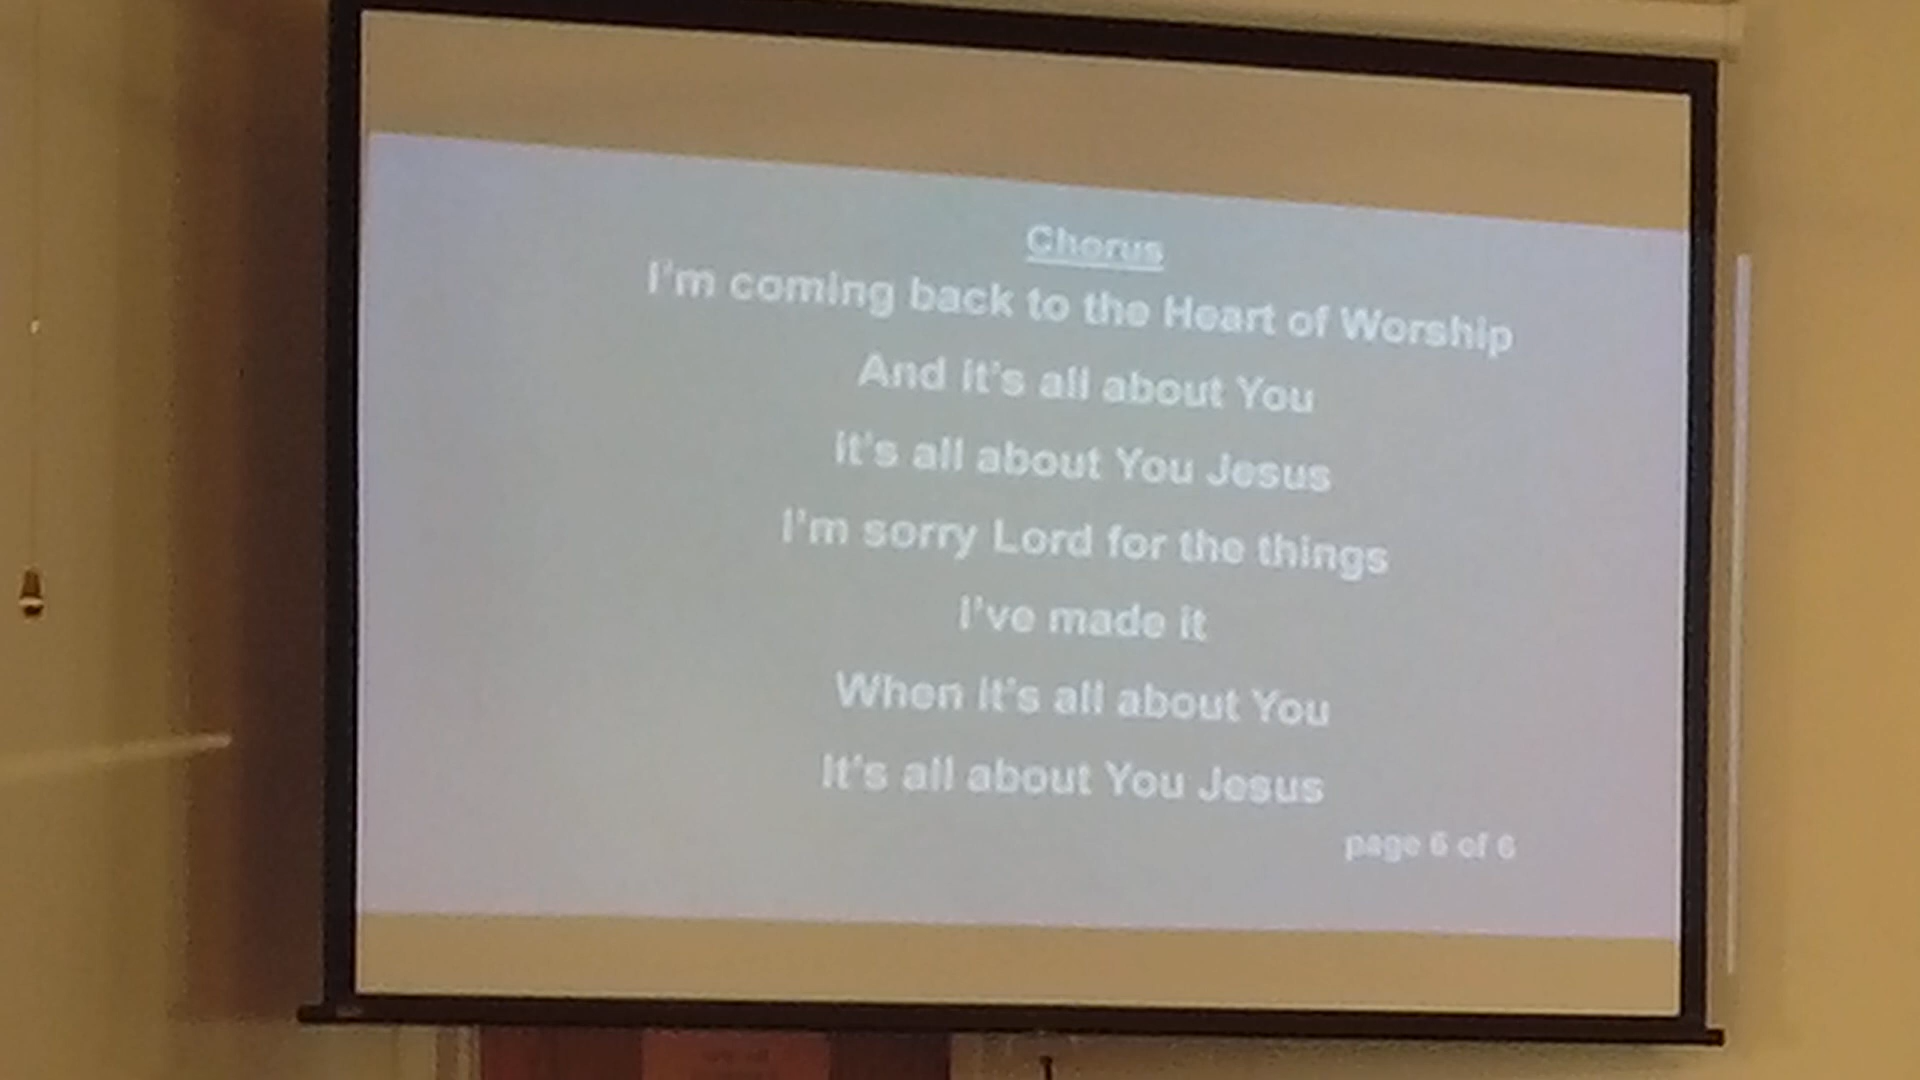 Chorus
I'm coming back to the Heart of Worship
And it's all about You
it's all about You Jesus
I'm sorry Lord for the things
I've made it
When it's all about You
It's all about You Jesus
page 6 of 6